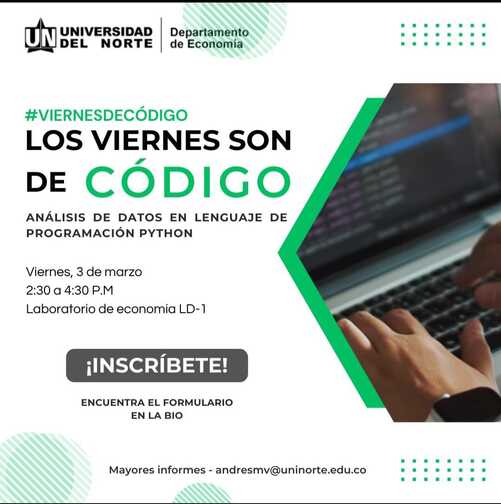 UN UNIVERSIDAD
DEL NORTE
Departamento
de Economía
#VIERNESDECÓDIGO
LOS VIERNES SON
DE CÓDIGO
ANÁLISIS DE DATOS EN LENGUAJE DE
PROGRAMACIÓN PYTHON
Viernes, 3 de marzo
2:30 a 4:30 P.M
Laboratorio de economia LD-1
¡INSCRÍBETE!
ENCUENTRA EL FORMULARIO
EN LA BIO
Mayores informes - andresmv@uninorte.edu.co